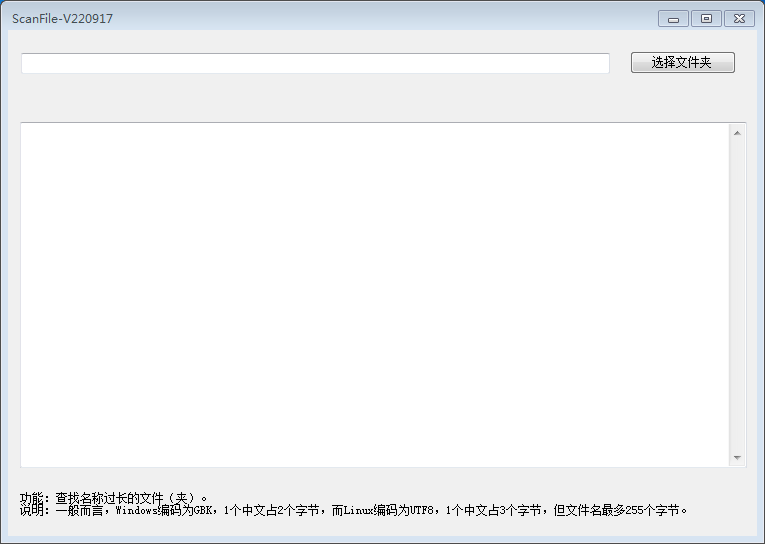 ScanFile-V220917
选择文件夹
功能：查找名称过长的文件（夹）。
说明：一般而言，Windows编码为GBK，1个中文占2个字节，而Linux编码为UTF8，1个中文占3个字节，但文件名最多255个字节。